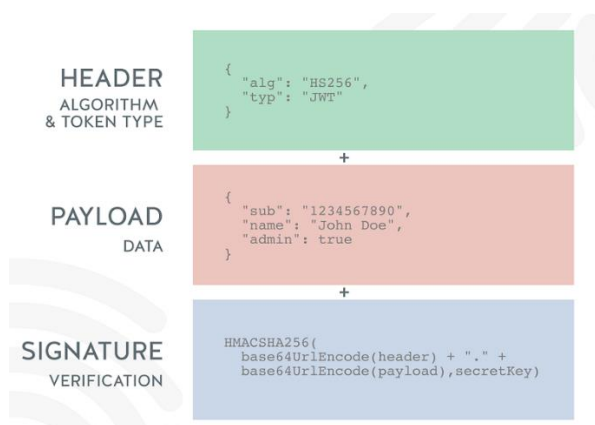 HEADER
ALGORITHM
& TOKEN TYPE
{
"alg": "HS256",
"typ": "JWT"
}
+
PAYLOAD
DATA
{
"sub": "1234567890",
"name": "John Doe",
"admin": true
}
+
SIGNATURE
VERIFICATION
HMACSHA256(
base64UrlEncode(header) + "." +
base64UrlEncode(payload),secretKey)